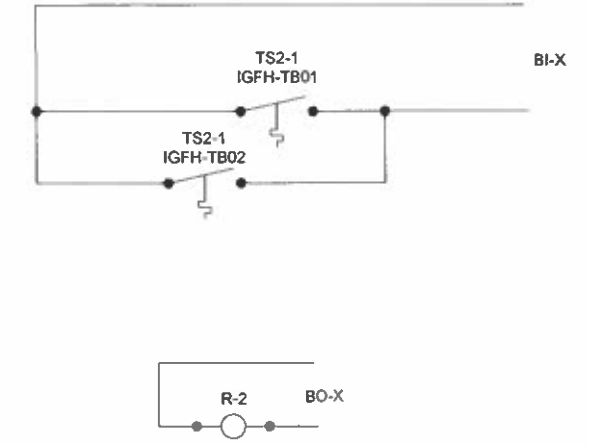 TS2-1
IGFH-TB01
BI-X
TS2-1
IGFH-TB02
R-2
BO-X